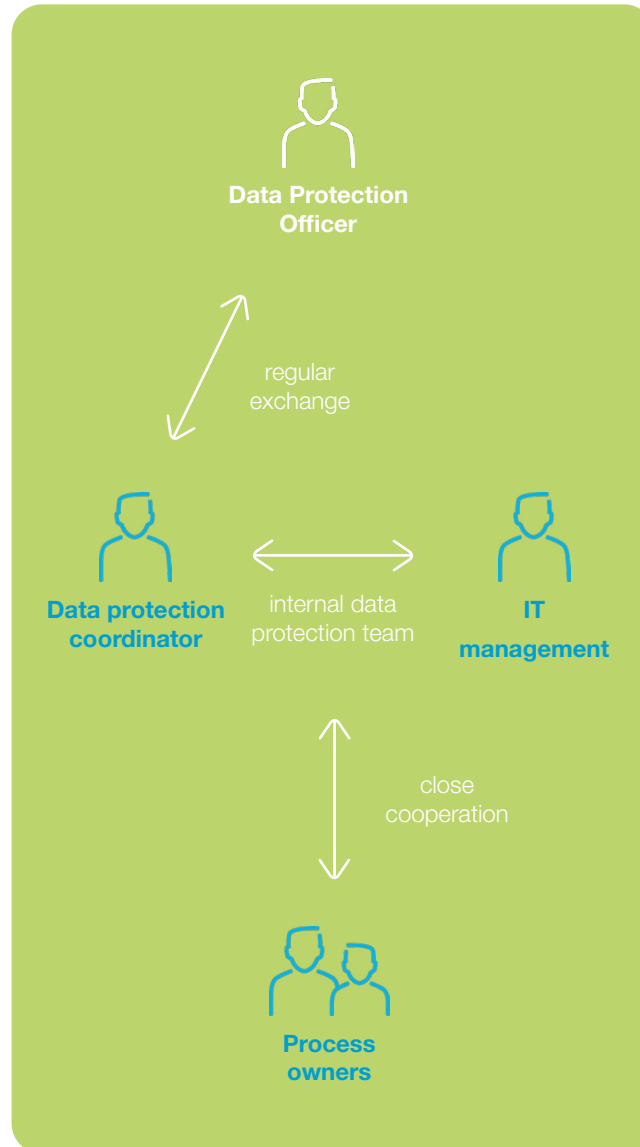 Data Protection
Officer
regular
exchange
Data protection
coordinator
internal data
protection team
IT
management
close
cooperation
Process
owners